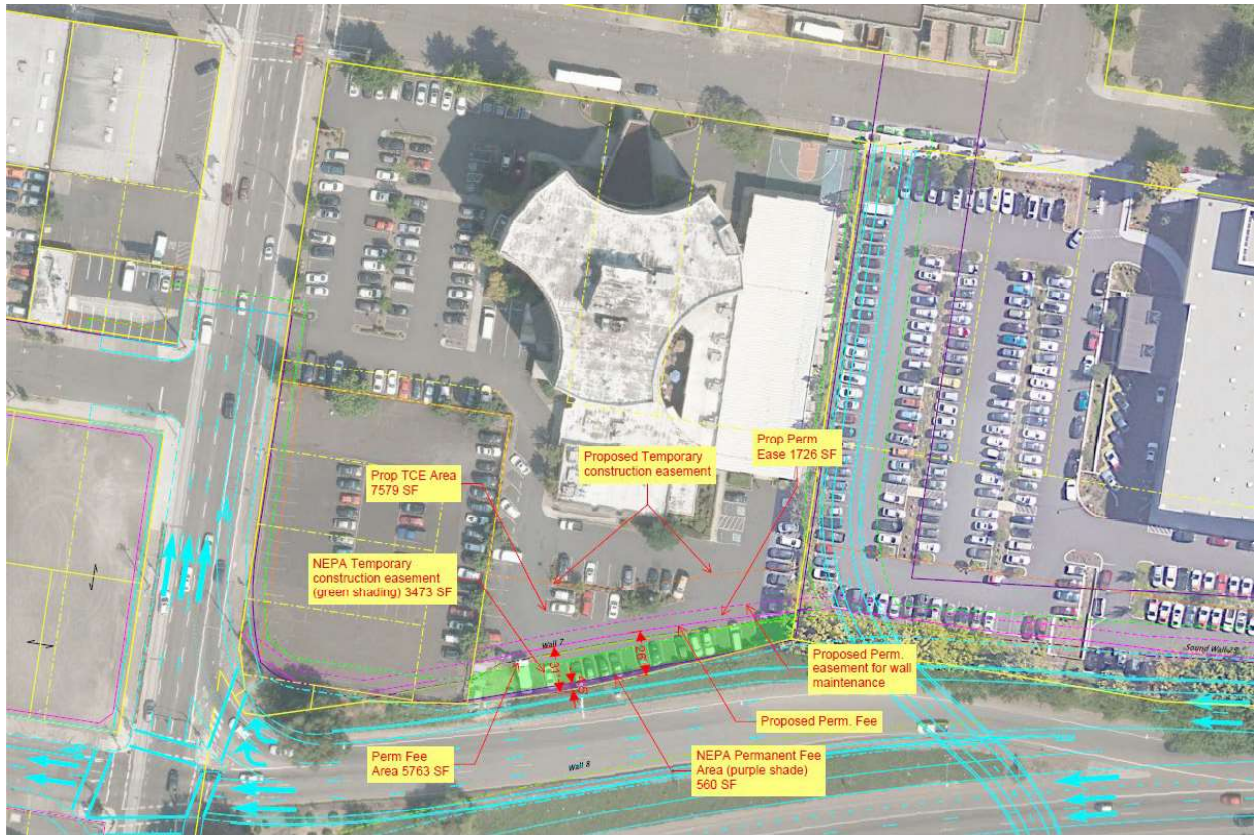 Prop Perm
Ease 1726 SF
Proposed Temporary
construction easement
Prop TCE Area
7579 SF
NEPA Temporary
construction easement
(green shading) 3473 SF
Wall 7
31
26
Proposed Perm.
easement for wall
maintenance
Sound Wall
Proposed Perm. Fee
Perm Fee
Area 5763 SF
NEPA Permanent Fee
Area (purple shade)
560 SF
Wall 8